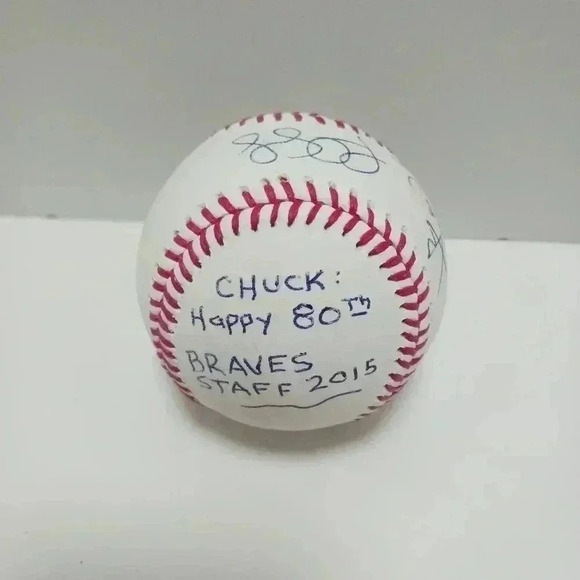 CHUCK:
Happy 80Th
BRAVES
STAFF 2015